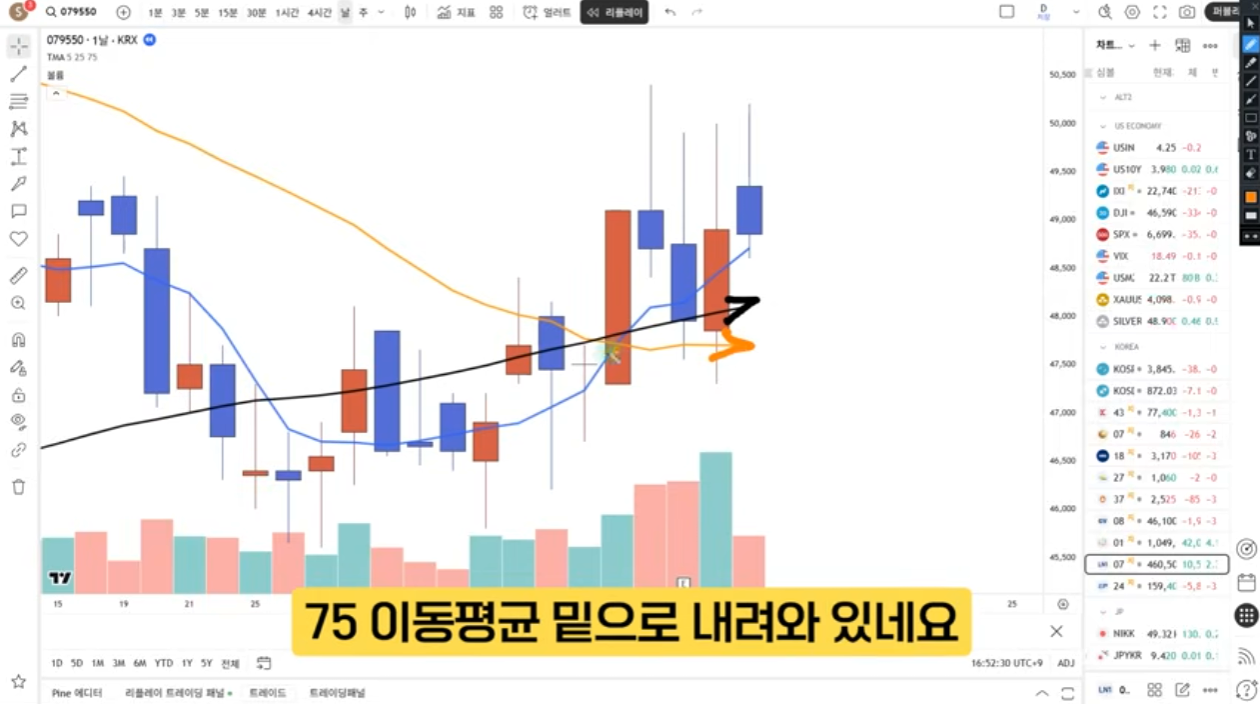 S 3 079550 1분 3분 5분 15분 30분 1시간 4시간 날 주 지표 얼러트 리플레이 D 저장 퍼블리
079550 · 1날 · KRX
TMA 5 25 75
볼륨
50,500
50,000
49,500
49,000
48,500
48,000
47,500
47,000
46,500
46,000
45,500
차트...
심볼 현재. 체 변
ALT2
US ECONOMY
USIN 4.25 -0.2
US10Y 3.980 0.02 0.6
IXI 22,740 -21: -0
DJI 46,590 -334 -0
SPX 6,699. -35. -0
VIX 18.49 -0.1 -0
USMC 22.2T 80B 0.3
XAUUS 4,098. -0.9 -0
SILVER 48.900 0.46 0.9
KOREA
KOSI 3,845. -38. -0
KOSI 872.03 -7.1 -0
43 77,400 -1,3 -1
07 846 -26 -2
18 3,170 -105 -3
27 1,060 -2 -0
37 2,525 -85 -3
08 46,100 -1,9 -3
01 1,049, 42,0 4.
LNS 07 460,50 10,5 2.
24 159,40 -5,8 -3
JP
NIKK 49.321 130. 0.2
JPYKR 9.420 0.01 0.1
E
15 19 21 25 25
75 이동평균 밑으로 내려와 있네요
1D 5D 1M 3M 6M YTD 1Y 5Y 전체 16:52:30 UTC+9 ADJ
Pine 에디터 리플레이 트레이딩 패널 트레이드 트레이딩패널 LNS 0..